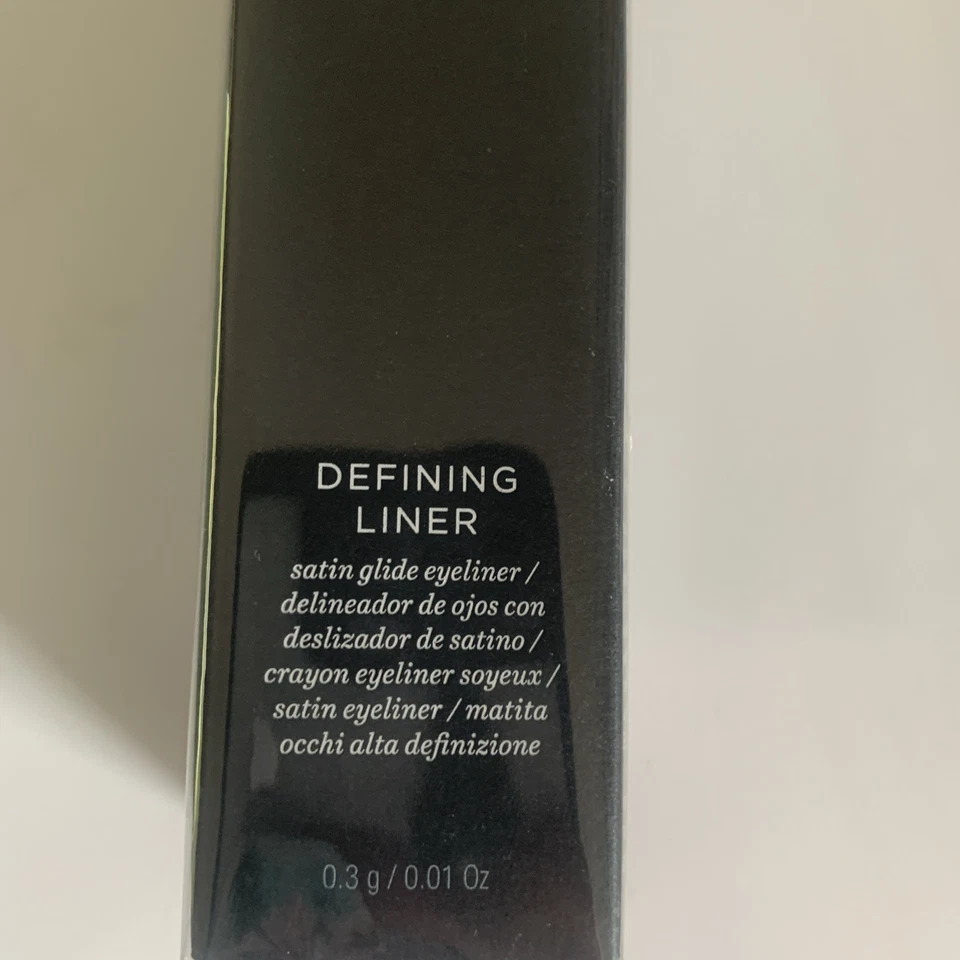 DEFINING
LINER
satin glide eyeliner /
delineador de ojos con
deslizador de satino /
crayon eyeliner soyeux /
satin eyeliner / matita
occhi alta definizione
0.3 g / 0.01 Oz